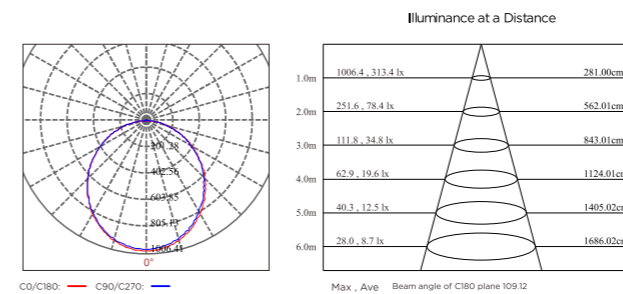 Illuminance at a Distance
201.28
402.56
603.85
805.13
1006.41
0°
C0/C180:
C90/C270:
1.0m 1006.4 , 313.4 lx 281.00cm
2.0m 251.6 , 78.4 lx 562.01cm
3.0m 111.8 , 34.8 lx 843.01cm
4.0m 62.9 , 19.6 lx 1124.01cm
5.0m 40.3 , 12.5 lx 1405.02cm
6.0m 28.0 , 8.7 lx 1686.02cm
Max , Ave Beam angle of C180 plane 109.12